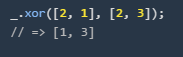 _.xor([2, 1], [2, 3]);
// => [1, 3]